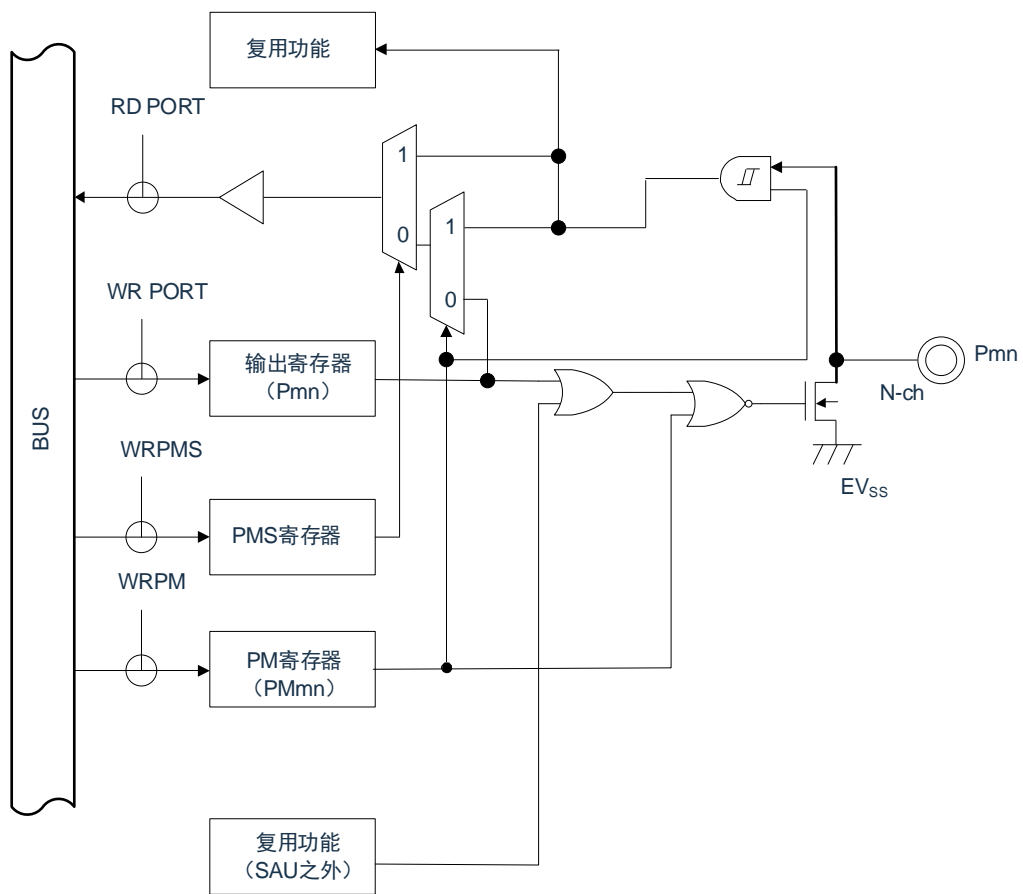 复用功能
RD PORT
1
0
1
0
WR PORT
输出寄存器
（Pmn）
Pmn
N-ch
EVSS
BUS
WRPMS
PMS寄存器
WRPM
PM寄存器
（PMmn）
复用功能
（SAU之外）